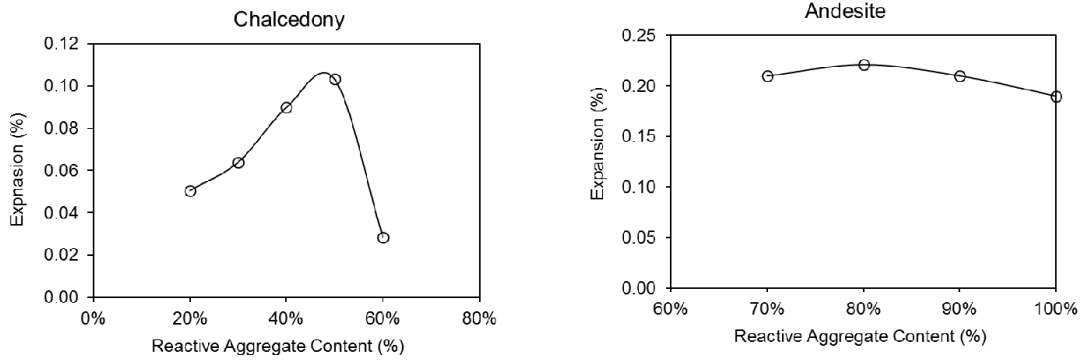 Chalcedony
0.12
0.10
0.08
0.06
0.04
0.02
0.00
Expnasion (%)
0% 20% 40% 60% 80%
Reactive Aggregate Content (%)
Andesite
0.25
0.20
0.15
0.10
0.05
0.00
Expansion (%)
60% 70% 80% 90% 100%
Reactive Aggregate Content (%)